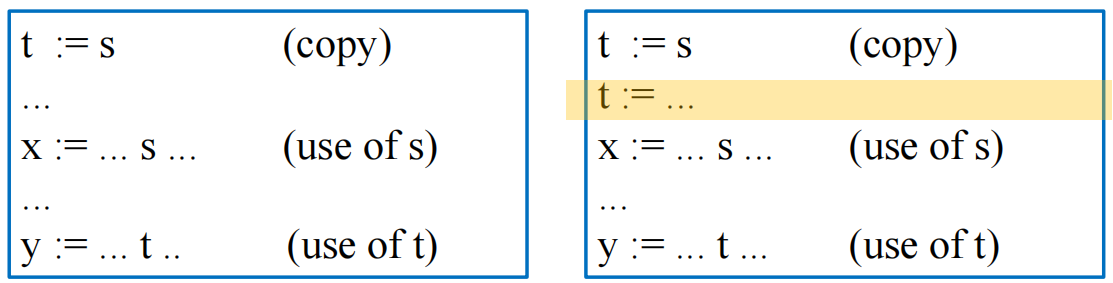 t := s (copy)
...
x := ... s ... (use of s)
...
y := ... t .. (use of t)
t := s (copy)
t := ...
x := ... s ... (use of s)
...
y := ... t ... (use of t)